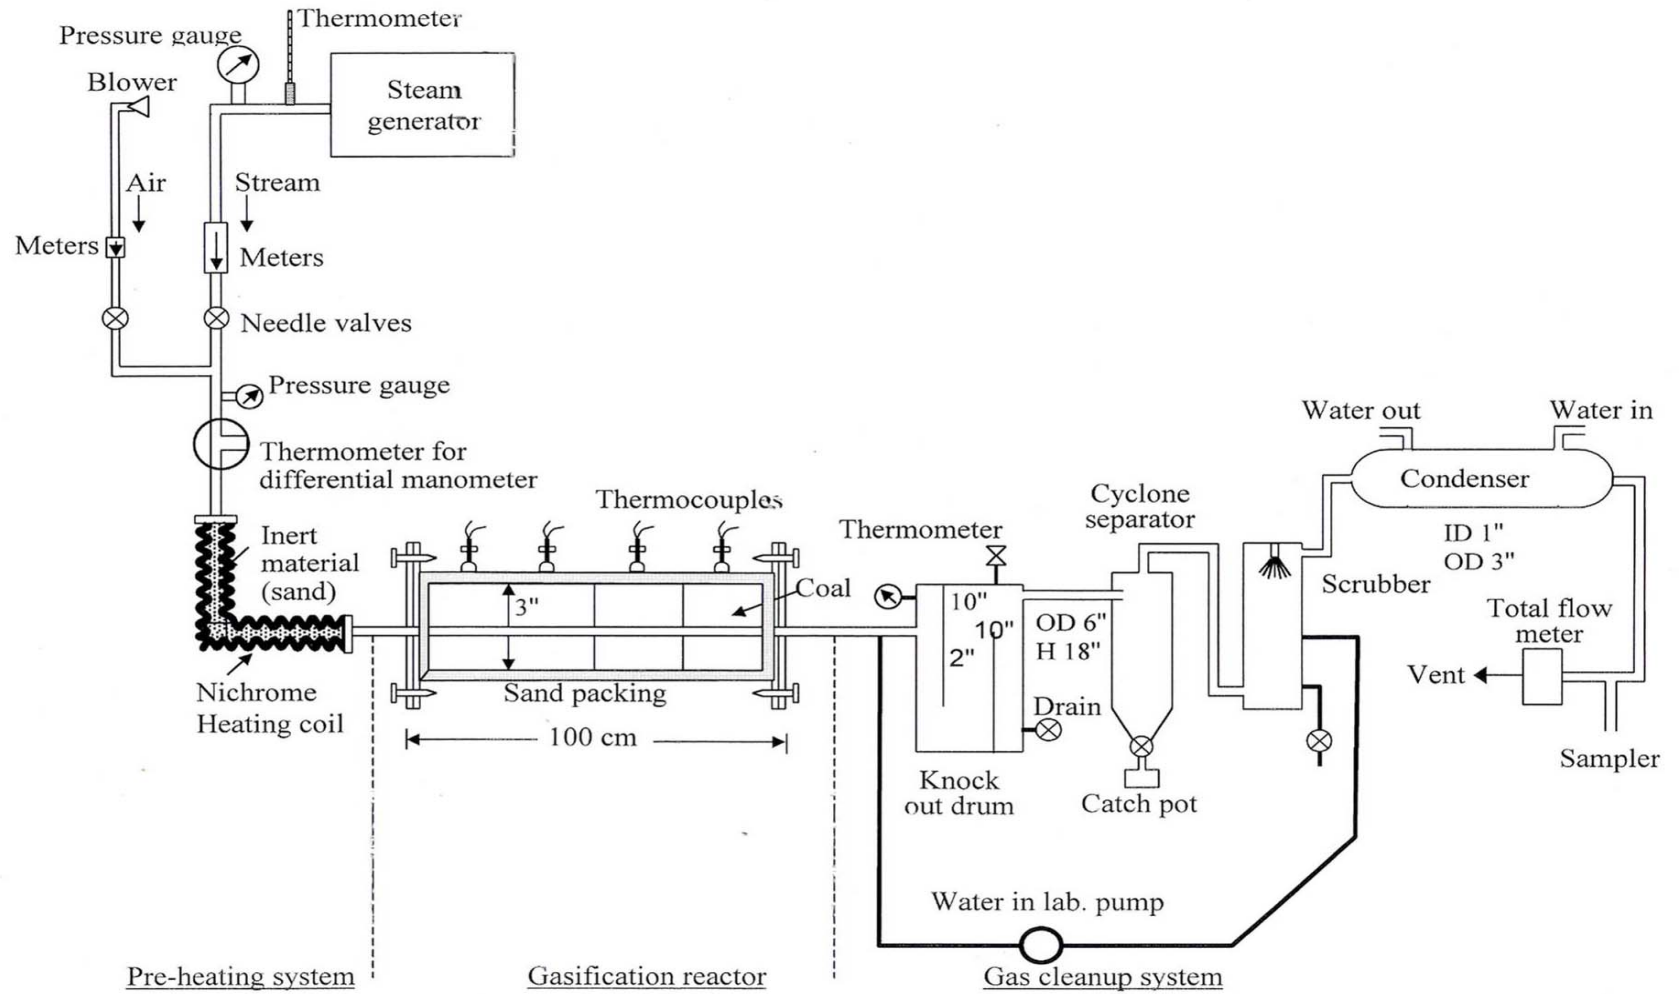 Thermometer
Pressure gauge
Blower
Steam
generator
Air
Stream
Meters
Meters
Needle valves
Pressure gauge
Thermometer for
differential manometer
Inert
material
(sand)
Nichrome
Heating coil
Thermocouples
Coal
3"
Sand packing
100 cm
Thermometer
10"
10"
2"
OD 6"
H 18"
Drain
Knock
out drum
Cyclone
separator
Catch pot
Scrubber
Water out
Water in
Condenser
ID 1"
OD 3"
Total flow
meter
Vent
Sampler
Water in lab. pump
Pre-heating system
Gasification reactor
Gas cleanup system